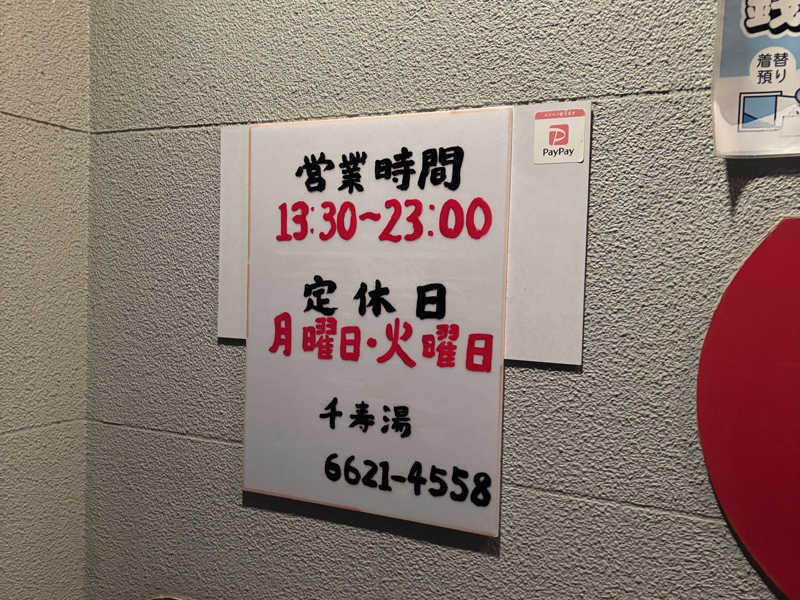 営業時間
13:30~23:00
定休日
月曜日・火曜日
千寿湯
6621-4558
PayPay
着替
預り